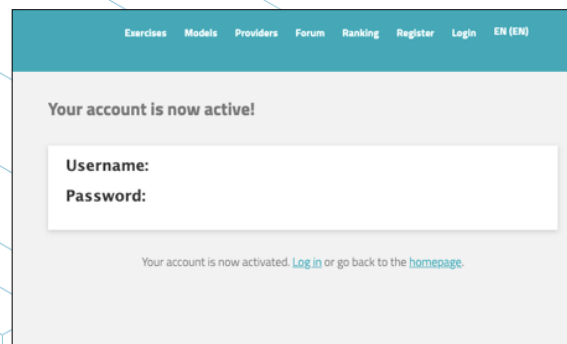 Exercises Models Providers Forum Ranking Register Login EN (EN)
Your account is now active!
Username:
Password:
Your account is now activated. Log in or go back to the homepage.